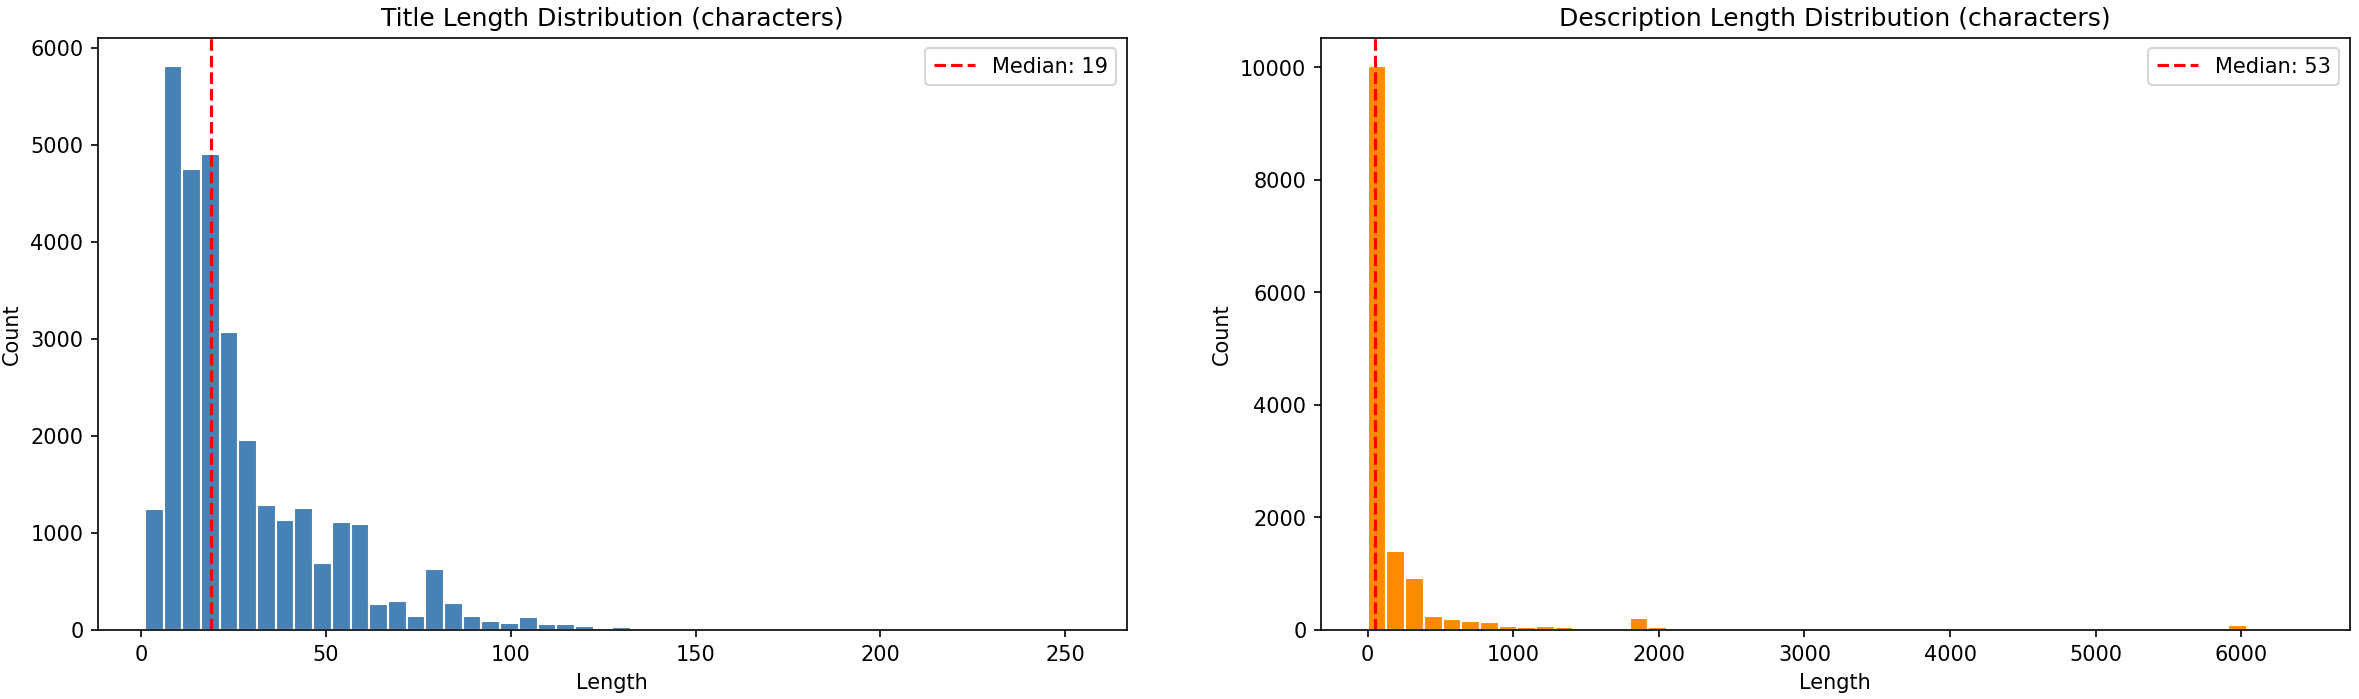 Title Length Distribution (characters)
Median: 19
6000
5000
4000
3000
2000
1000
0
Count
0 50 100 150 200 250
Length
Description Length Distribution (characters)
Median: 53
10000
8000
6000
4000
2000
0
Count
0 1000 2000 3000 4000 5000 6000
Length